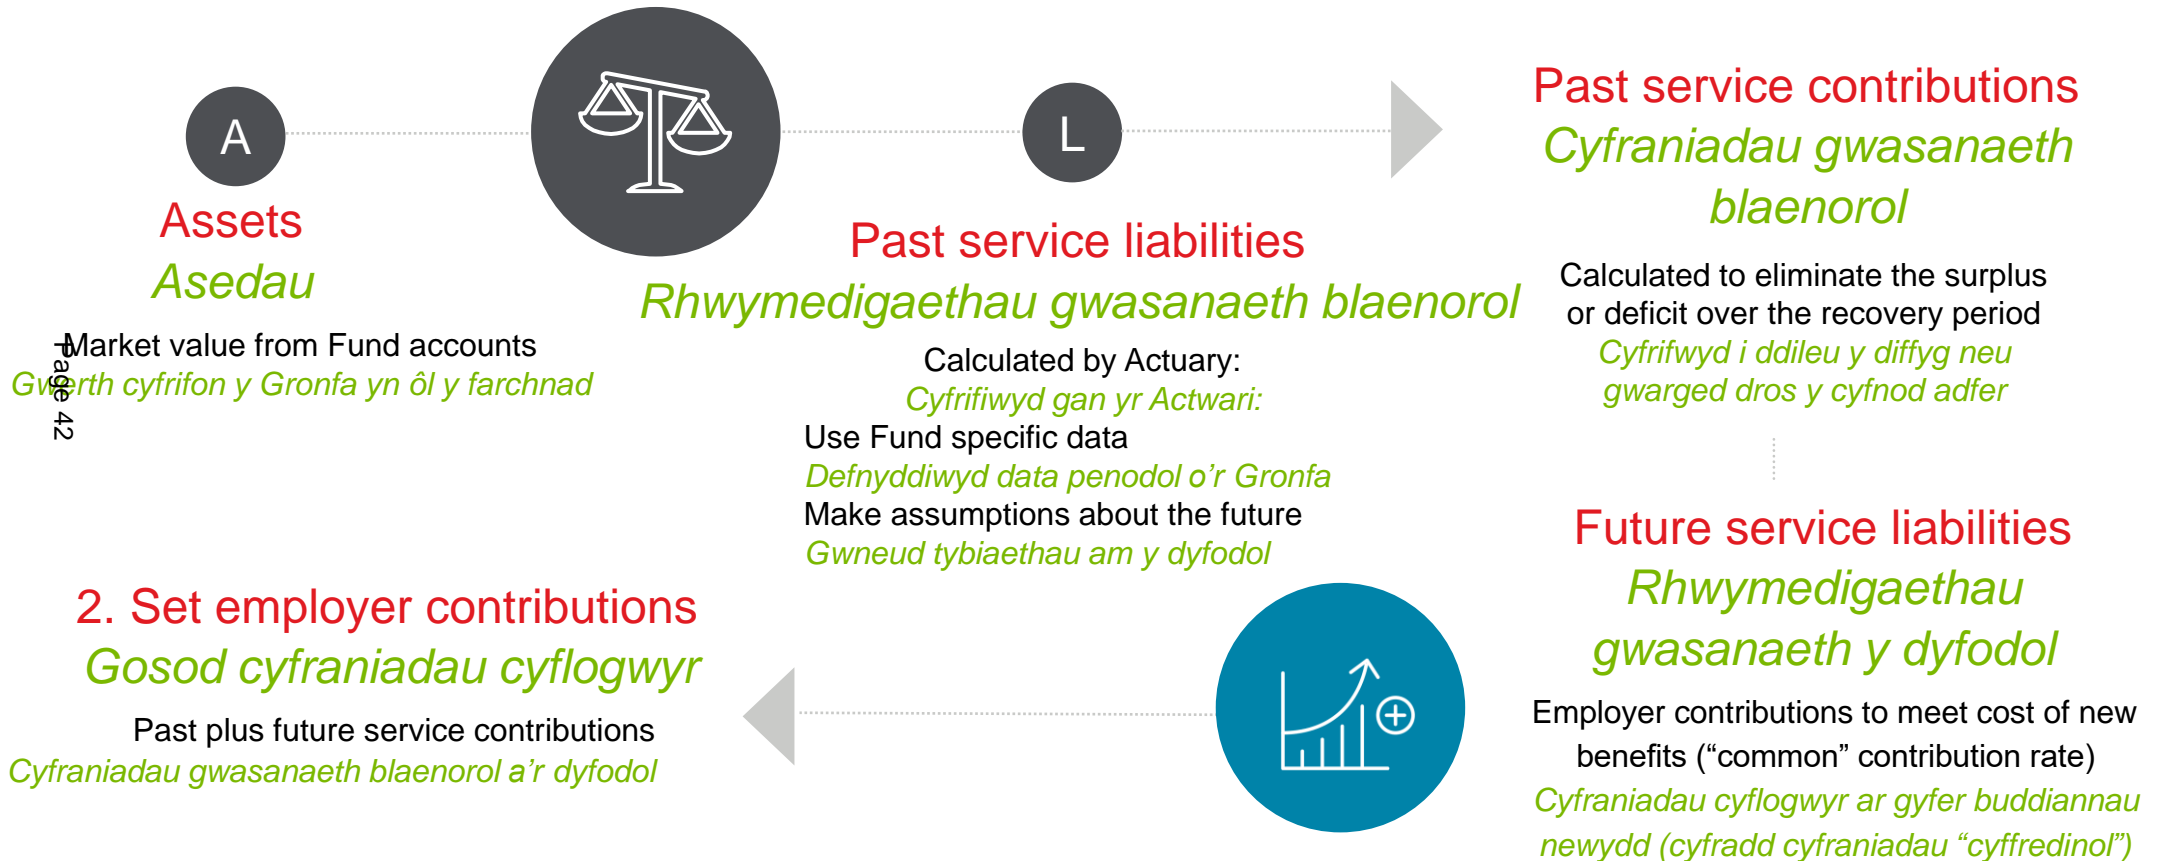 A
Assets
Asedau
Market value from Fund accounts
Gwerth cyfrifon y Gronfa yn ôl y farchnad
Page 42
L
Past service liabilities
Rhwymedigaethau gwasanaeth blaenorol
Calculated by Actuary:
Cyfrifiwyd gan yr Actwari:
Use Fund specific data
Defnyddiwyd data penodol o’r Gronfa
Make assumptions about the future
Gwneud tybiaethau am y dyfodol
Past service contributions
Cyfraniadau gwasanaeth
blaenorol
Calculated to eliminate the surplus
or deficit over the recovery period
Cyfrifwyd i ddileu y diffyg neu
gwarged dros y cyfnod adfer
Future service liabilities
Rhwymedigaethau
gwasanaeth y dyfodol
Employer contributions to meet cost of new
benefits (“common” contribution rate)
Cyfraniadau cyflogwyr ar gyfer buddiannau
newydd (cyfradd cyfraniadau “cyffredinol”)
2. Set employer contributions
Gosod cyfraniadau cyflogwyr
Past plus future service contributions
Cyfraniadau gwasanaeth blaenorol a’r dyfodol